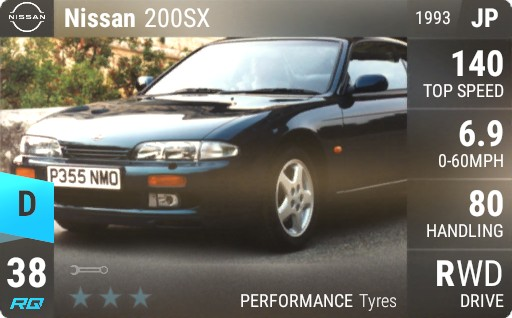 NISSAN
Nissan 200SX
1993 JP
140
TOP SPEED
6.9
0-60MPH
80
HANDLING
RWD
DRIVE
P355 NMO
D
38
RQ
PERFORMANCE Tyres